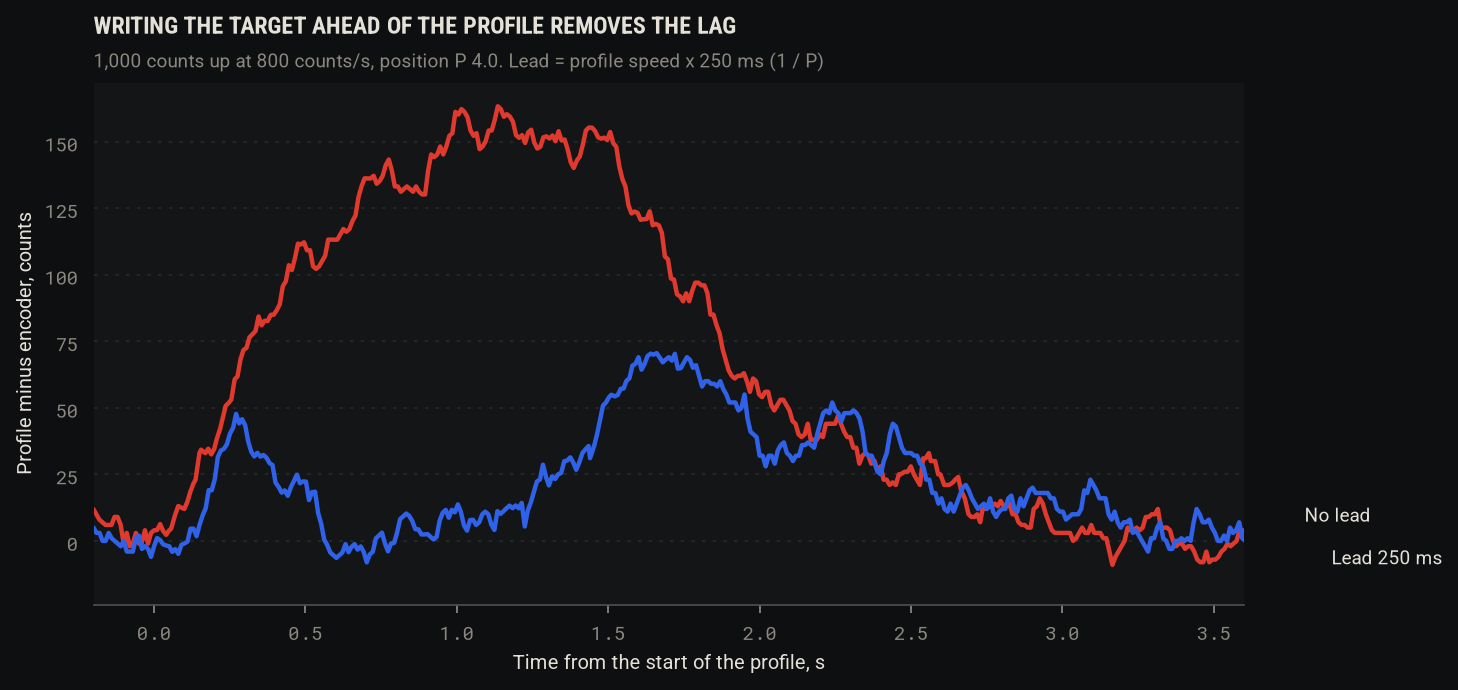 WRITING THE TARGET AHEAD OF THE PROFILE REMOVES THE LAG
1,000 counts up at 800 counts/s, position P 4.0. Lead = profile speed x 250 ms (1 / P)
Profile minus encoder, counts
150
125
100
75
50
25
0
No lead
Lead 250 ms
0.0 0.5 1.0 1.5 2.0 2.5 3.0 3.5
Time from the start of the profile, s